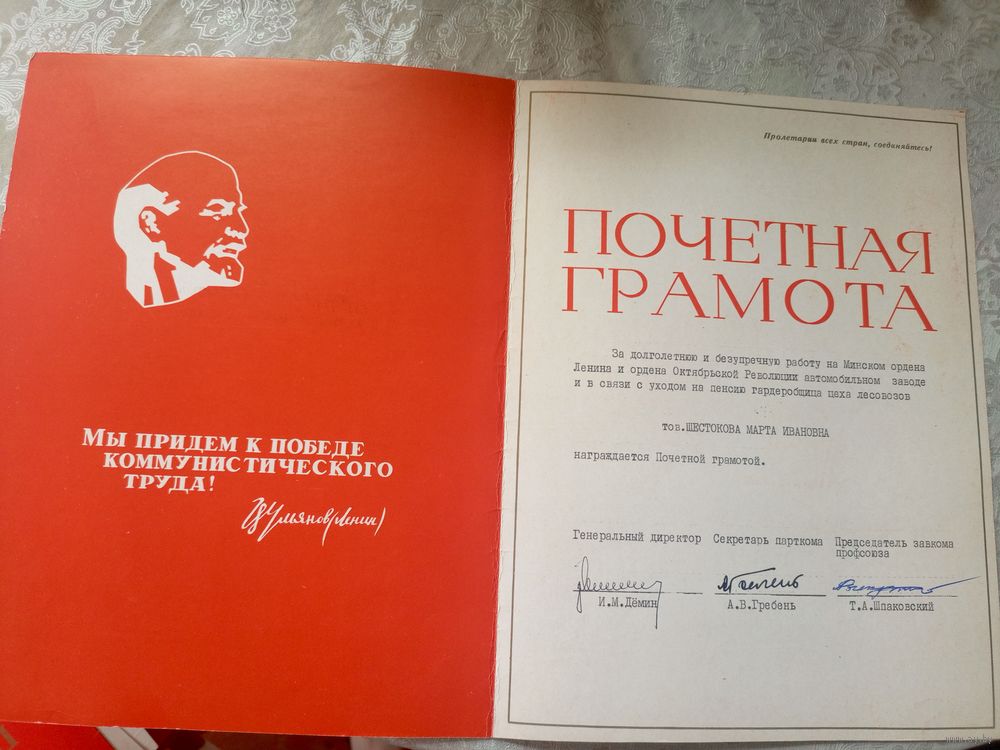 Мы придем к победе
коммунистического
труда!
В Ульянов (Ленин)
Пролетарии всех стран, соединяйтесь!
ПОЧЕТНАЯ
ГРАМОТА
За долголетнюю и безупречную работу на Минском ордена
Ленина и ордена Октябрьской Революции автомобильном заводе
и в связи с уходом на пенсию гардеробщица цеха лесовозов
тов.ШЕСТОКОВА МАРТА ИВАНОВНА
награждается Почетной грамотой.
Генеральный директор Секретарь парткома Председатель завкома
профсоюза
И.М.Дёмин А.В.Гребень Т.А.Шпаковский